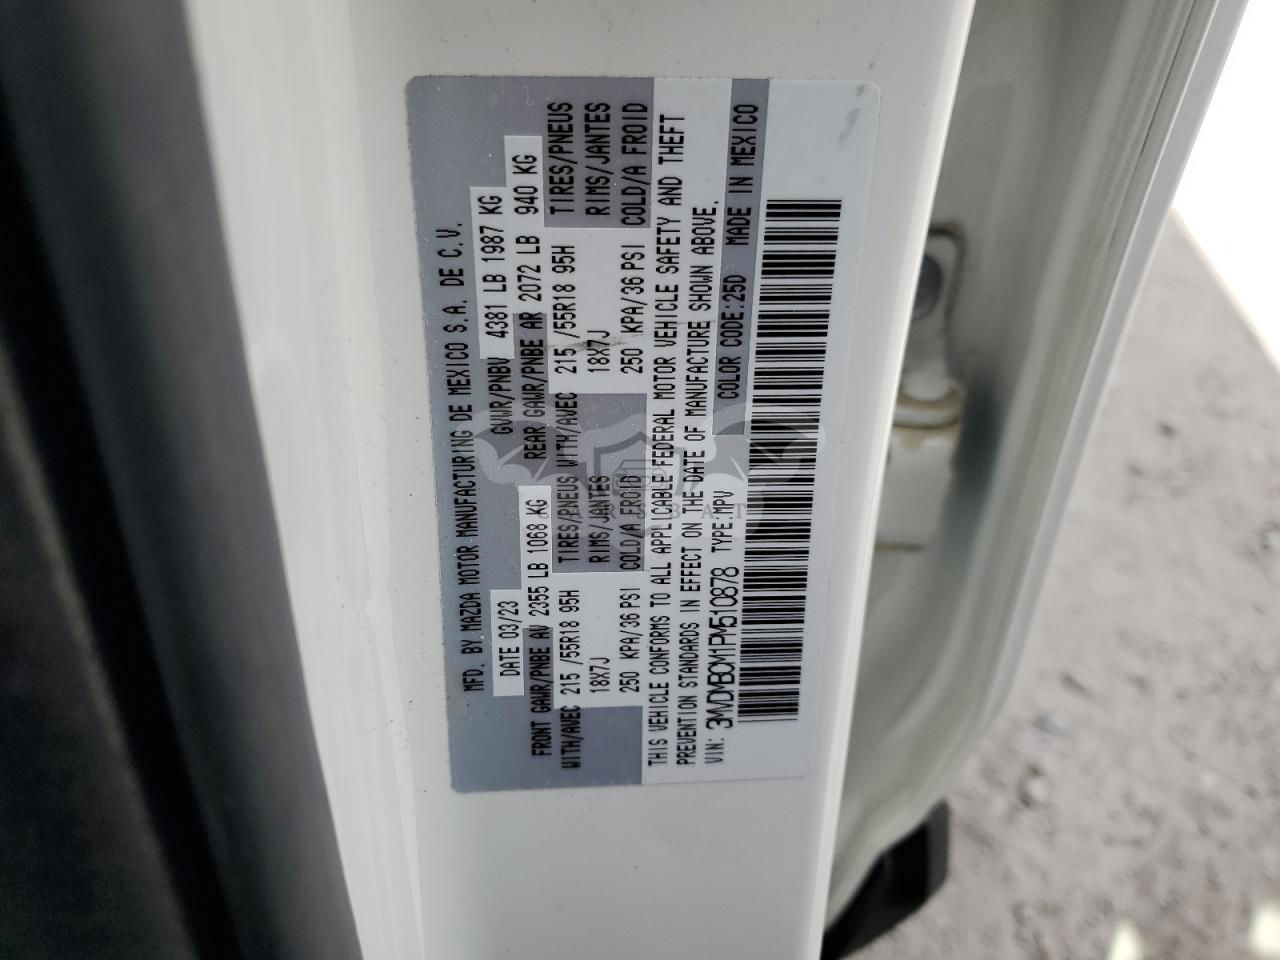 MFD. BY MAZDA MOTOR MANUFACTURING DE MEXICO S.A. DE C.V.
DATE 03/23 GVWR/PNBV 4381 LB 1987 KG
FRONT GAWR/PNBE AV 2355 LB 1068 KG REAR GAWR/PNBE AR 2072 LB 940 KG
WITH/AVEC 215 /55R18 95H TIRES/PNEUS WITH/AVEC 215 /55R18 95H TIRES/PNEUS
18X7J RIMS/JANTES 18X7J RIMS/JANTES
250 KPA/36 PSI COLD/A FROID 250 KPA/36 PSI COLD/A FROID
THIS VEHICLE CONFORMS TO ALL APPLICABLE FEDERAL MOTOR VEHICLE SAFETY AND THEFT
PREVENTION STANDARDS IN EFFECT ON THE DATE OF MANUFACTURE SHOWN ABOVE.
VIN: 3MVDMBCM1PM510878 TYPE:MPV COLOR CODE:25D MADE IN MEXICO